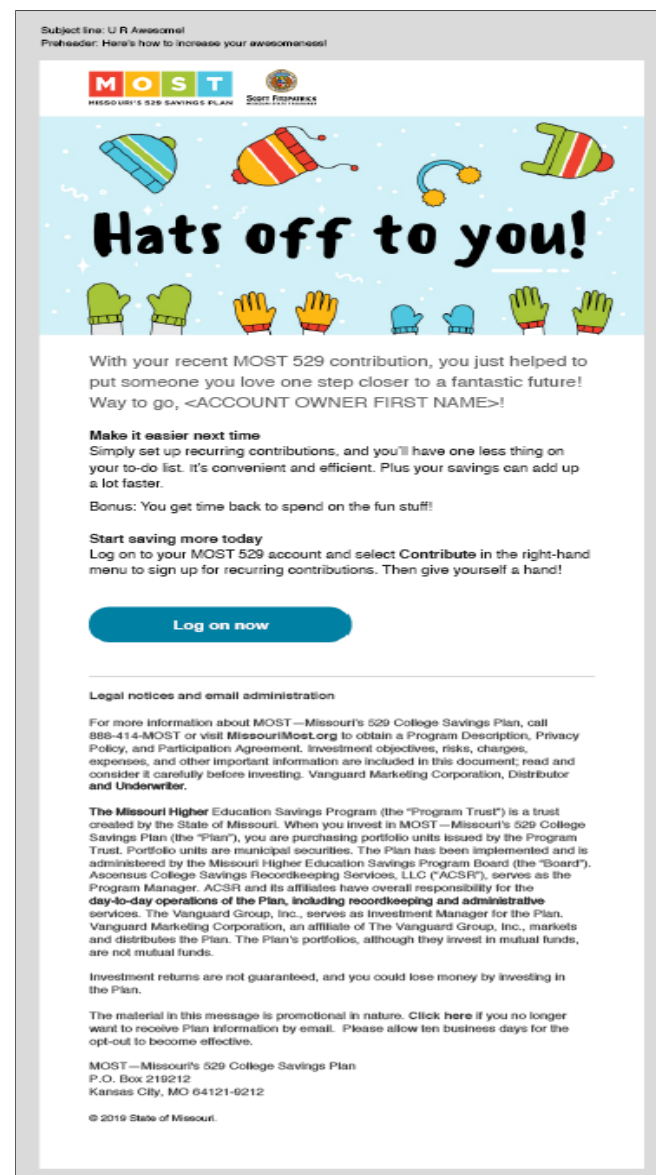 Subject line: U R Awesome!
Preheader: Here's how to increase your awesomeness!
MOST
MISSOURI'S 529 SAVINGS PLAN
SCOTT FITZPATRICK
MISSOURI STATE TREASURER
Hats off to you!
With your recent MOST 529 contribution, you just helped to
put someone you love one step closer to a fantastic future!
Way to go, <ACCOUNT OWNER FIRST NAME>!
Make it easier next time
Simply set up recurring contributions, and you'll have one less thing on
your to-do list. It's convenient and efficient. Plus your savings can add up
a lot faster.
Bonus: You get time back to spend on the fun stuff!
Start saving more today
Log on to your MOST 529 account and select Contribute in the right-hand
menu to sign up for recurring contributions. Then give yourself a hand!
Log on now
Legal notices and email administration
For more information about MOST—Missouri's 529 College Savings Plan, call
888-414-MOST or visit MissouriMost.org to obtain a Program Description, Privacy
Policy, and Participation Agreement. Investment objectives, risks, charges,
expenses, and other important information are included in this document; read and
consider it carefully before investing. Vanguard Marketing Corporation, Distributor
and Underwriter.
The Missouri Higher Education Savings Program (the "Program Trust") is a trust
created by the State of Missouri. When you invest in MOST—Missouri's 529 College
Savings Plan (the "Plan"), you are purchasing portfolio units issued by the Program
Trust. Portfolio units are municipal securities. The Plan has been implemented and is
administered by the Missouri Higher Education Savings Program Board (the "Board").
Ascensus College Savings Recordkeeping Services, LLC ("ACSR"), serves as the
Program Manager. ACSR and its affiliates have overall responsibility for the
day-to-day operations of the Plan, including recordkeeping and administrative
services. The Vanguard Group, Inc., serves as Investment Manager for the Plan.
Vanguard Marketing Corporation, an affiliate of The Vanguard Group, Inc., markets
and distributes the Plan. The Plan's portfolios, although they invest in mutual funds,
are not mutual funds.
Investment returns are not guaranteed, and you could lose money by investing in
the Plan.
The material in this message is promotional in nature. Click here if you no longer
want to receive Plan information by email. Please allow ten business days for the
opt-out to become effective.
MOST—Missouri's 529 College Savings Plan
P.O. Box 219212
Kansas City, MO 64121-9212
© 2019 State of Missouri.